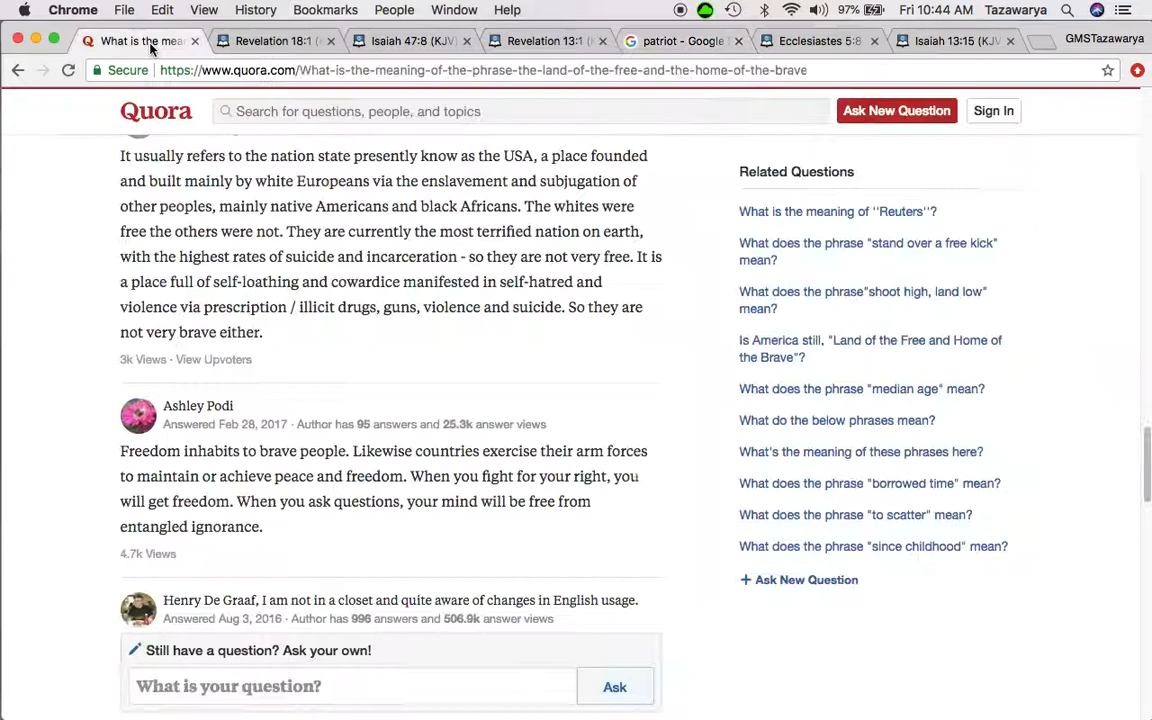 Chrome File Edit View History Bookmarks People Window Help 97% Fri 10:44 AM Tazawarya
What is the mea Revelation 18:1 ( Isaiah 47:8 (KJV) Revelation 13:1 patriot - Google Ecclesiastes 5:8 Isaiah 13:15 (KJV GMSTazawarya
Secure https://www.quora.com/What-is-the-meaning-of-the-phrase-the-land-of-the-free-and-the-home-of-the-brave
Quora Search for questions, people, and topics Ask New Question Sign In
It usually refers to the nation state presently know as the USA, a place founded
and built mainly by white Europeans via the enslavement and subjugation of
other peoples, mainly native Americans and black Africans. The whites were
free the others were not. They are currently the most terrified nation on earth,
with the highest rates of suicide and incarceration - so they are not very free. It is
a place full of self-loathing and cowardice manifested in self-hatred and
violence via prescription / illicit drugs, guns, violence and suicide. So they are
not very brave either.
3k Views · View Upvoters
Ashley Podi
Answered Feb 28, 2017 · Author has 95 answers and 25.3k answer views
Freedom inhabits to brave people. Likewise countries exercise their arm forces
to maintain or achieve peace and freedom. When you fight for your right, you
will get freedom. When you ask questions, your mind will be free from
entangled ignorance.
4.7k Views
Henry De Graaf, I am not in a closet and quite aware of changes in English usage.
Answered Aug 3, 2016 · Author has 996 answers and 506.9k answer views
Still have a question? Ask your own!
What is your question? Ask
Related Questions
What is the meaning of ''Reuters''?
What does the phrase "stand over a free kick"
mean?
What does the phrase"shoot high, land low"
mean?
Is America still, "Land of the Free and Home of
the Brave"?
What does the phrase "median age" mean?
What do the below phrases mean?
What's the meaning of these phrases here?
What does the phrase "borrowed time" mean?
What does the phrase "to scatter" mean?
What does the phrase "since childhood" mean?
+ Ask New Question